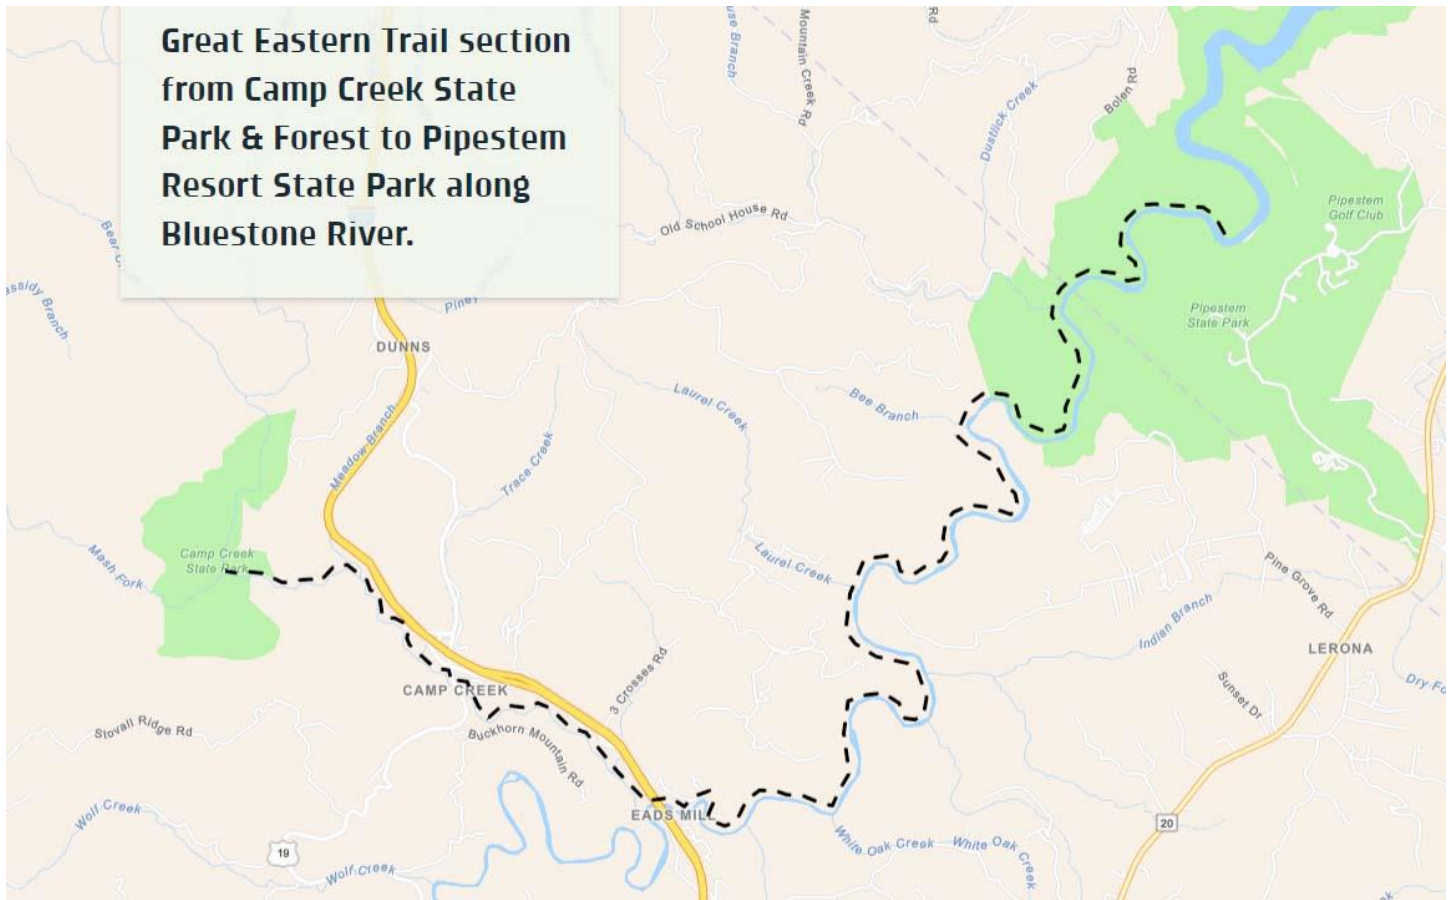 Great Eastern Trail section
from Camp Creek State
Park & Forest to Pipestem
Resort State Park along
Bluestone River.
Branch
Mountain Creek Rd
Rd
Bolen Rd
Dustlick Creek
Old School House Rd
Pipestem
Golf Club
Pipestem
State Park
Branch
DUNNS
Laurel Creek
Bee Branch
Meadow Branch
Trace Creek
Camp Creek
State Park
Mash Fork
Laurel Creek
Pine Grove Rd
Indian Branch
LERONA
3 Crosses Rd
CAMP CREEK
Sunset Dr
Stovall Ridge Rd
Buckhorn Mountain Rd
Wolf Creek
EADS MILL
20
19
White Oak Creek
White Oak Creek
Wolf Creek